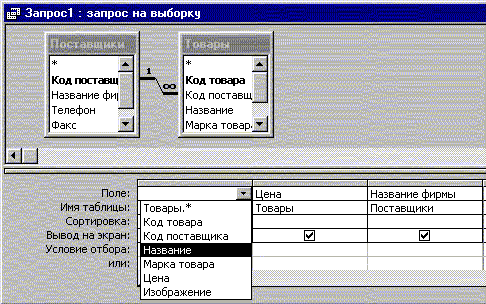 Запрос1 : запрос на выборку
Поставщики
*
Код поставщ
Название фир
Телефон
Факс
1
∞
Товары
*
Код товара
Код поставщ
Название
Марка товар
Поле: Цена Название фирмы
Имя таблицы: Товары Поставщики
Сортировка:
Вывод на экран:
Условие отбора:
или:
Товары.*
Код товара
Код поставщика
Название
Марка товара
Цена
Изображение